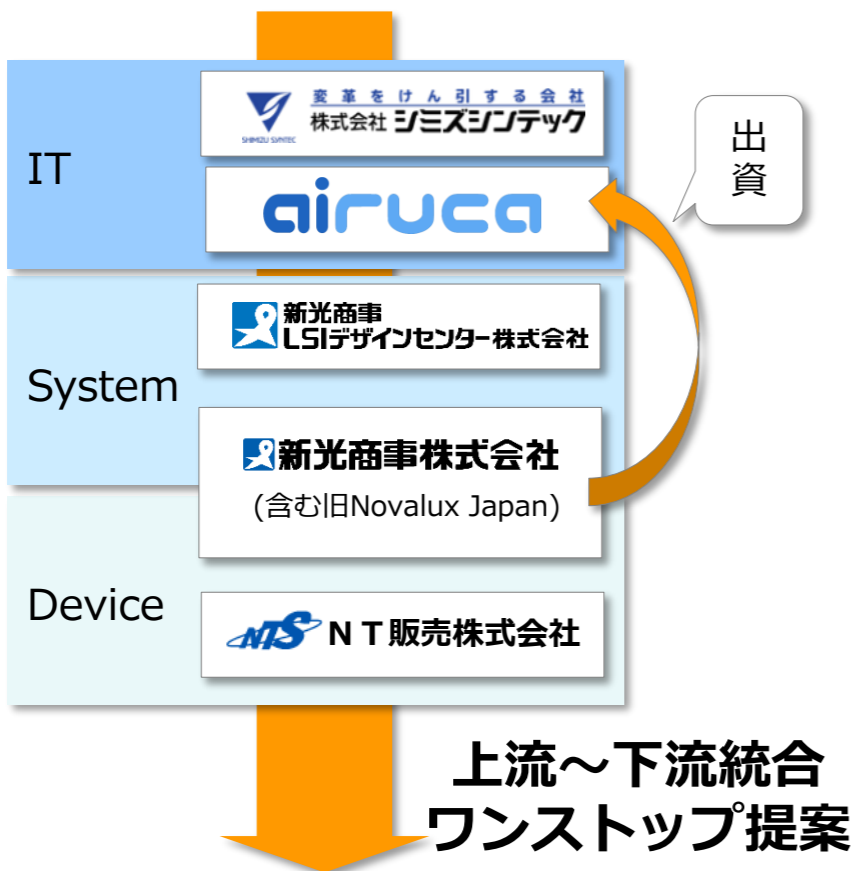 IT
変革をけん引する会社
SHIMIZU SYNTEC
株式会社 シミズシンテック
airuca
出
資
System
新光商事
LSIデザインセンター株式会社
新光商事株式会社
(含む旧Novalux Japan)
Device
NTS ＮＴ販売株式会社
上流～下流統合
ワンストップ提案